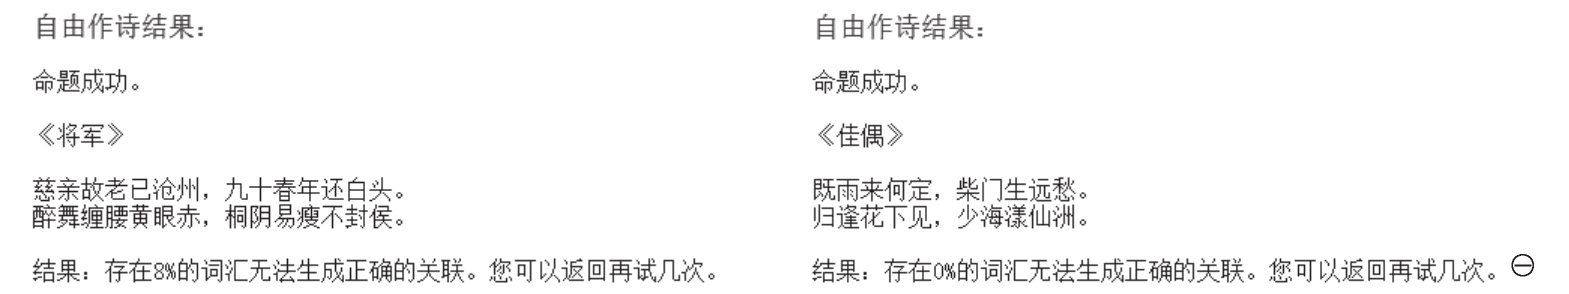 自由作诗结果：
命题成功。
《将军》
慈亲故老已沧州，九十春年还白头。
醉舞缠腰黄眼赤，桐阴易瘦不封侯。
结果：存在8%的词汇无法生成正确的关联。您可以返回再试几次。
自由作诗结果：
命题成功。
《佳偶》
既雨来何定，柴门生远愁。
归逢花下见，少海漾仙洲。
结果：存在0%的词汇无法生成正确的关联。您可以返回再试几次。